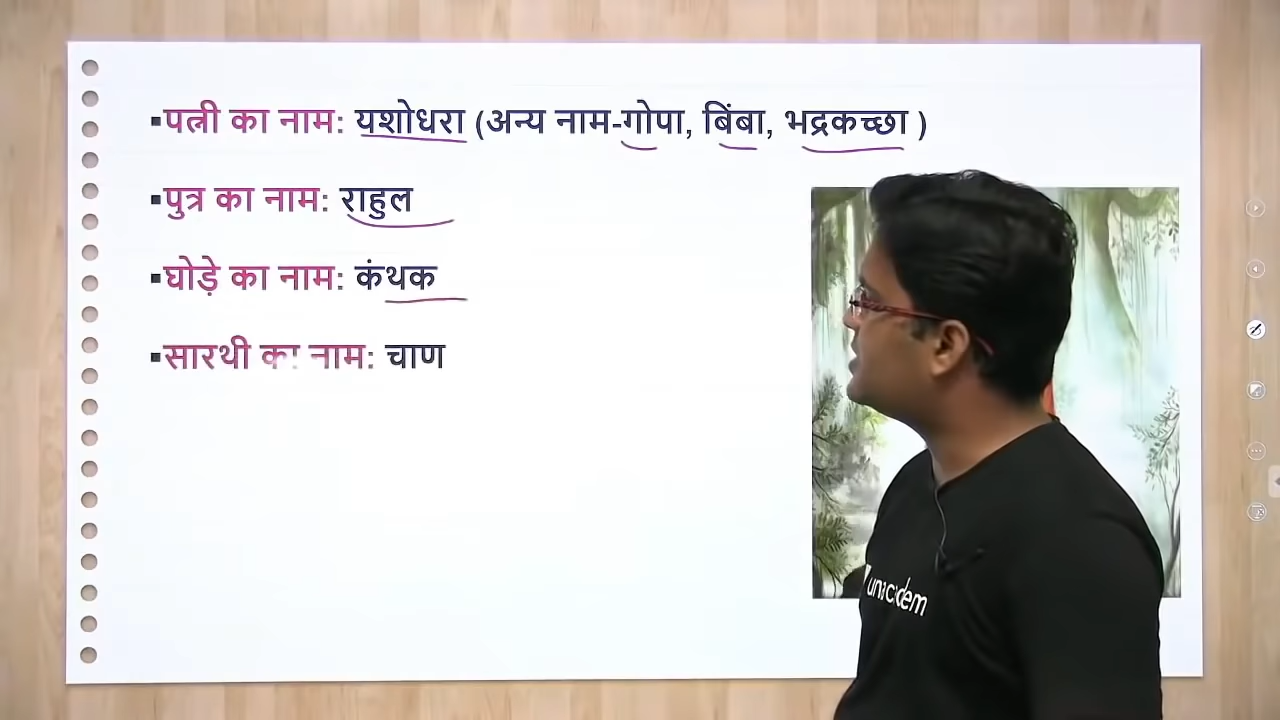 ▪पत्नी का नाम: यशोधरा (अन्य नाम-गोपा, बिंबा, भद्रकच्छा )
▪पुत्र का नाम: राहुल
▪घोड़े का नाम: कंथक
▪सारथी का नाम: चाण